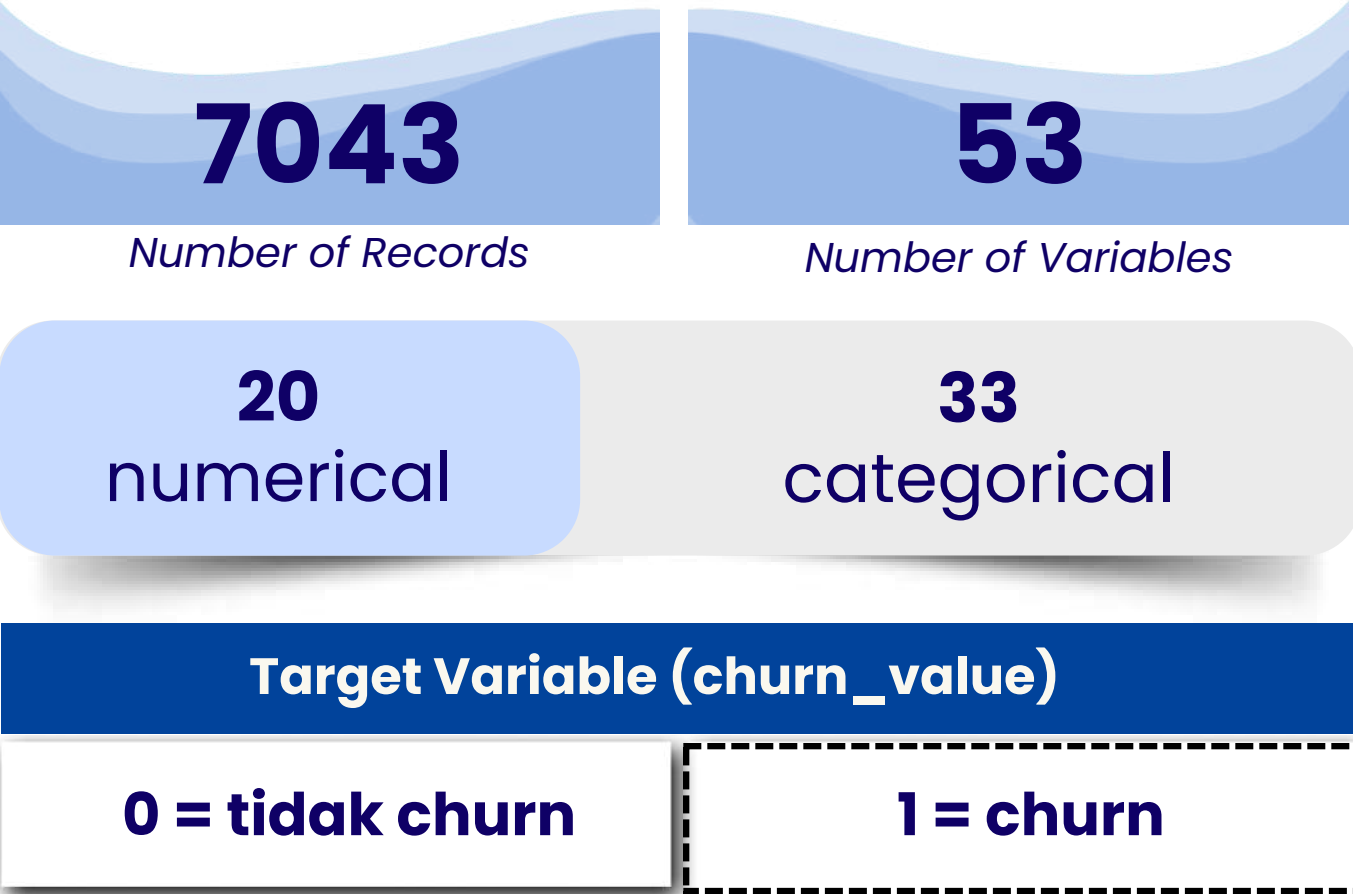 7043
53
Number of Records
Number of Variables
20
numerical
33
categorical
Target Variable (churn_value)
0 = tidak churn
1 = churn